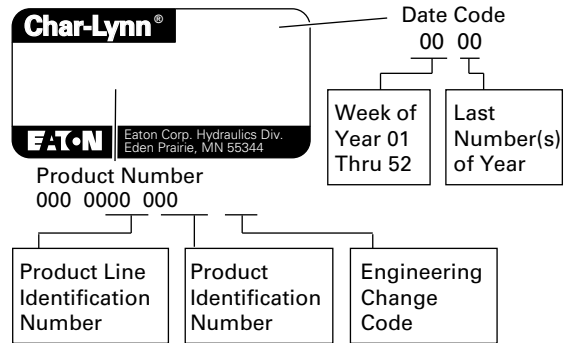 Char-Lynn®
Date Code
00 00
Week of
Year 01
Thru 52
Last
Number(s)
of Year
EATON
Eaton Corp. Hydraulics Div.
Eden Prairie, MN 55344
Product Number
000 0000 000
Product Line
Identification
Number
Product
Identification
Number
Engineering
Change
Code